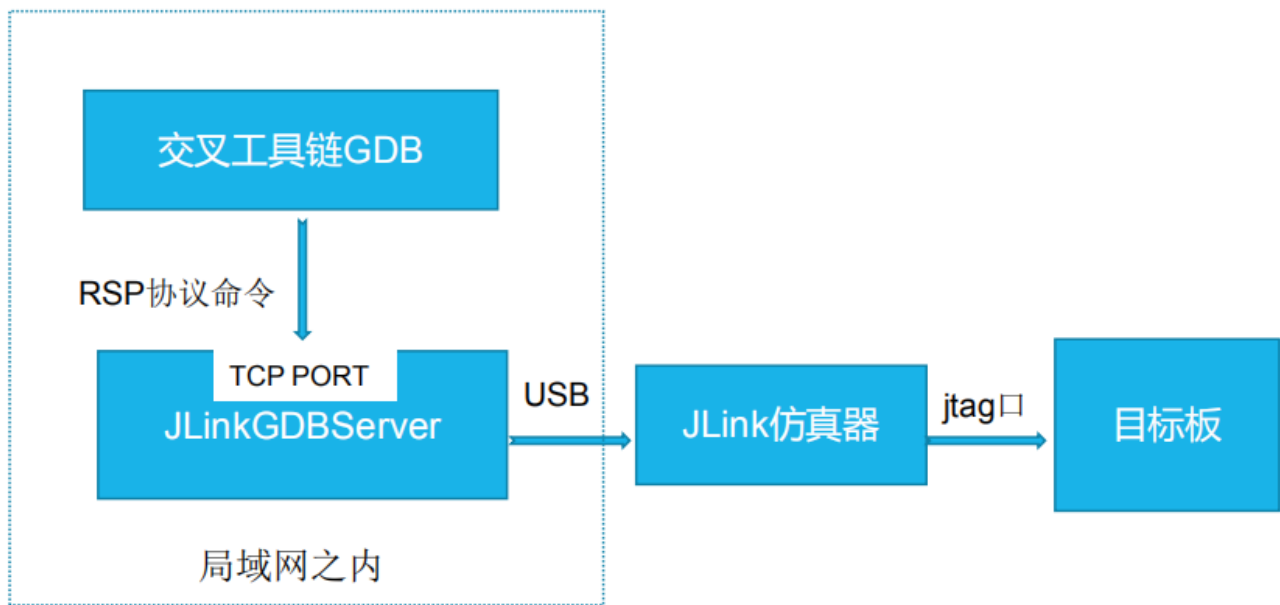 交叉工具链GDB
RSP协议命令
TCP PORT
JLinkGDBServer
USB
JLink仿真器
jtag口
目标板
局域网之内